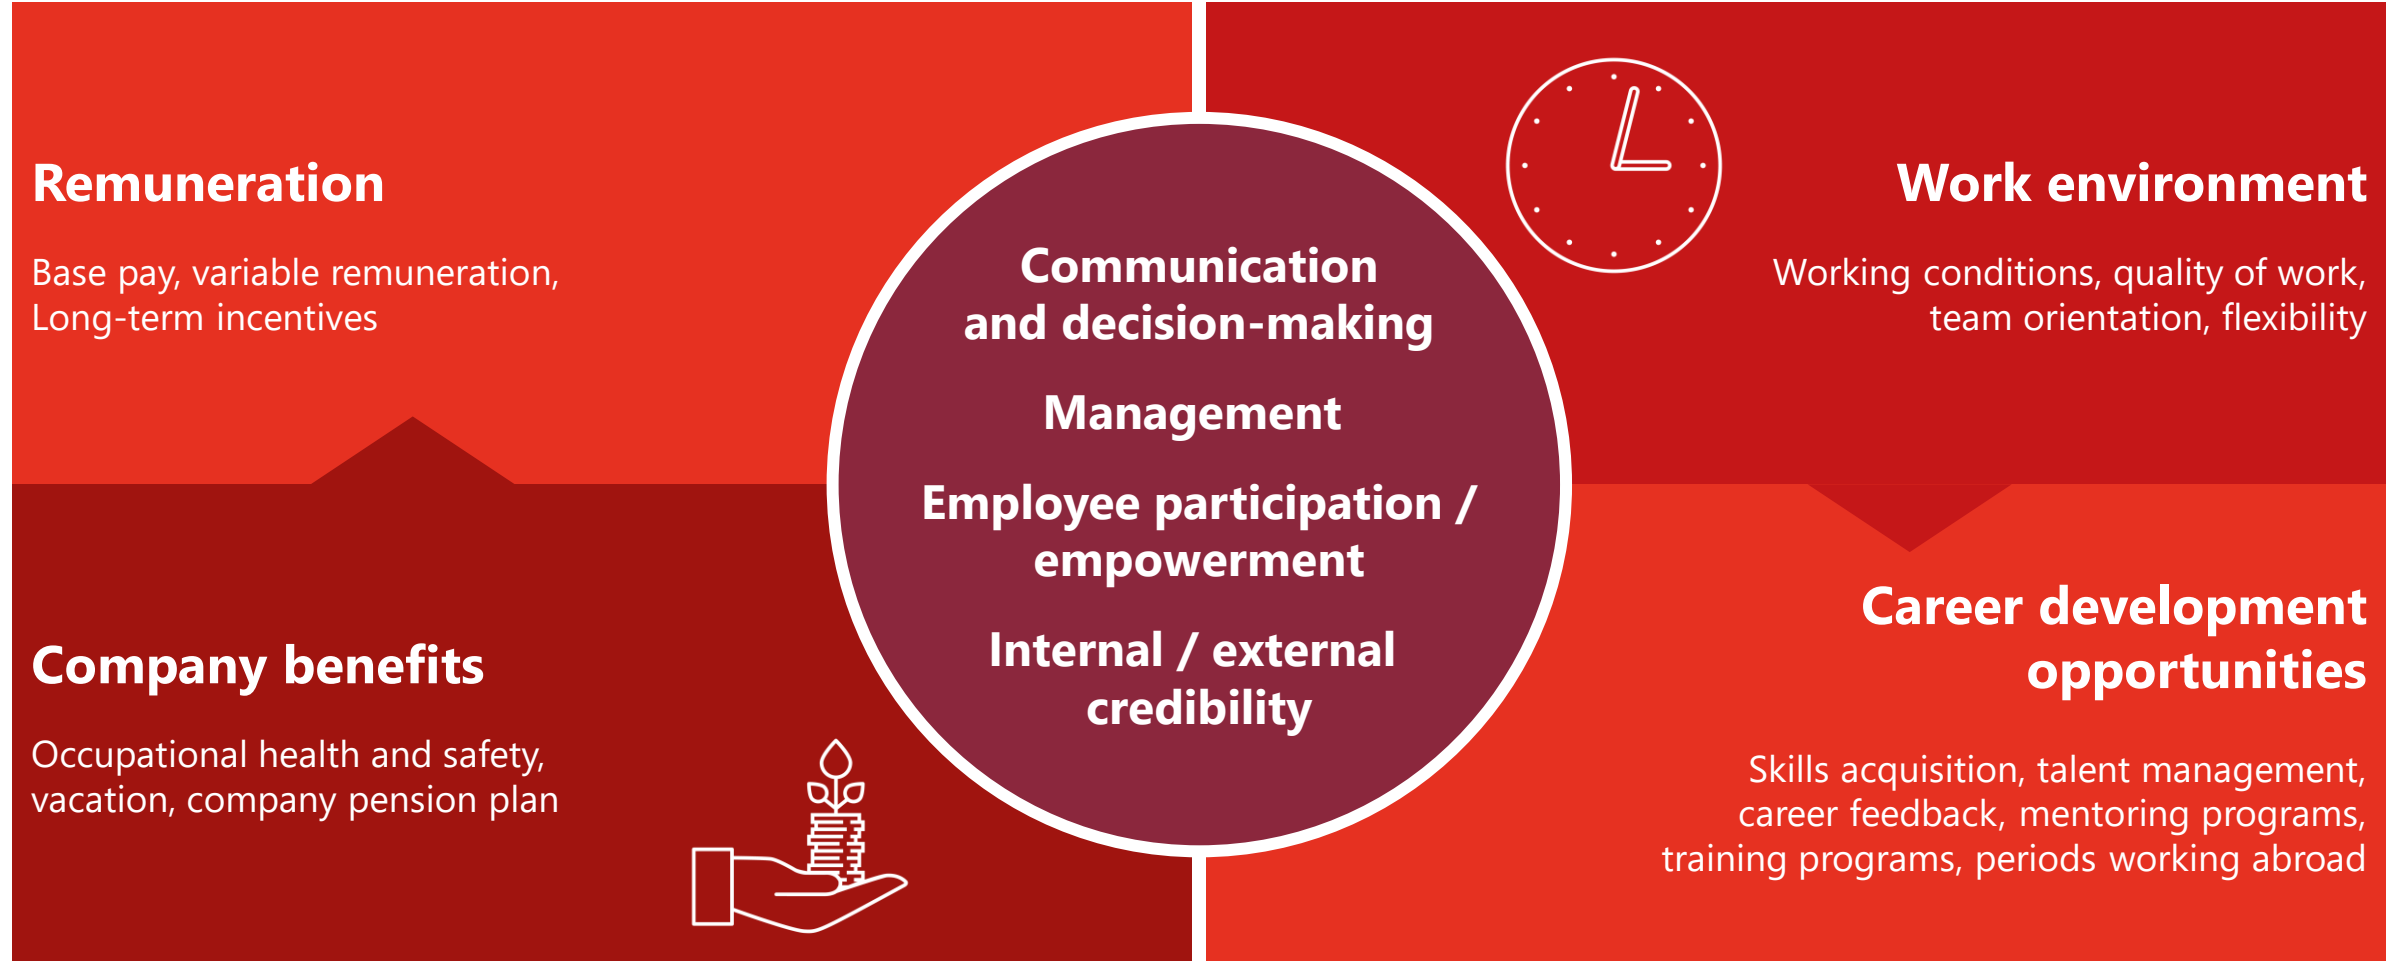 Remuneration
Base pay, variable remuneration,
Long-term incentives
Work environment
Working conditions, quality of work,
team orientation, flexibility
Communication
and decision-making
Management
Employee participation /
empowerment
Internal / external
credibility
Company benefits
Occupational health and safety,
vacation, company pension plan
Career development
opportunities
Skills acquisition, talent management,
career feedback, mentoring programs,
training programs, periods working abroad